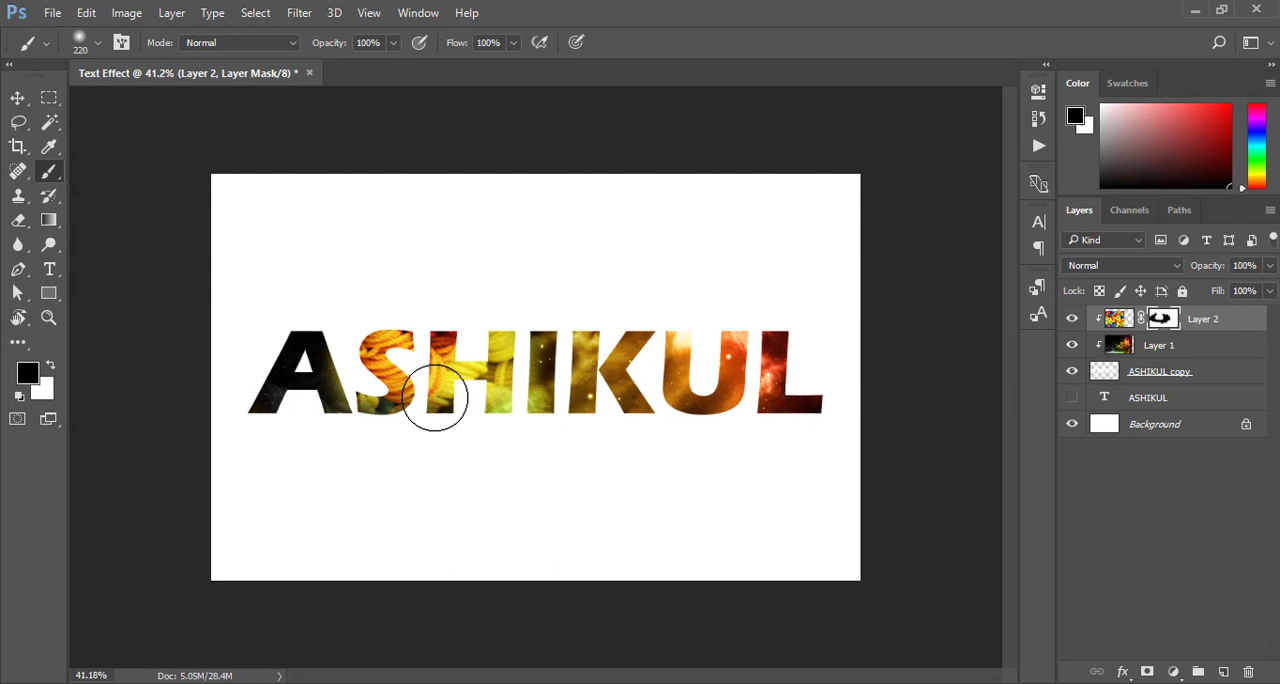 Ps File Edit Image Layer Type Select Filter 3D View Window Help
220 Mode: Normal Opacity: 100% Flow: 100%
Text Effect @ 41.2% (Layer 2, Layer Mask/8) * ×
Color Swatches
Layers Channels Paths
Kind
Normal Opacity: 100%
Lock: Fill: 100%
Layer 2
Layer 1
ASHIKUL copy
T ASHIKUL
Background
ASHIKUL
41.18% Doc: 5.05M/28.4M